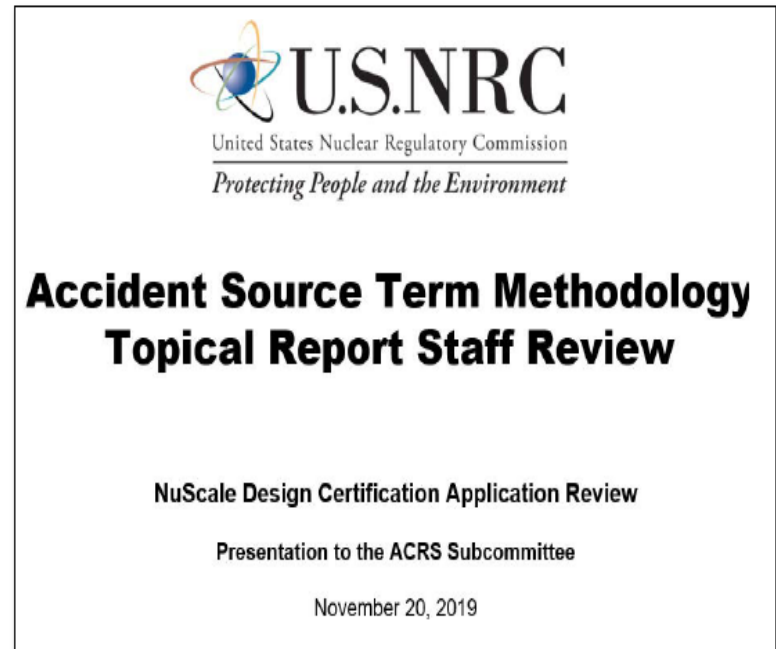 U.S.NRC
United States Nuclear Regulatory Commission
Protecting People and the Environment
Accident Source Term Methodology
Topical Report Staff Review
NuScale Design Certification Application Review
Presentation to the ACRS Subcommittee
November 20, 2019